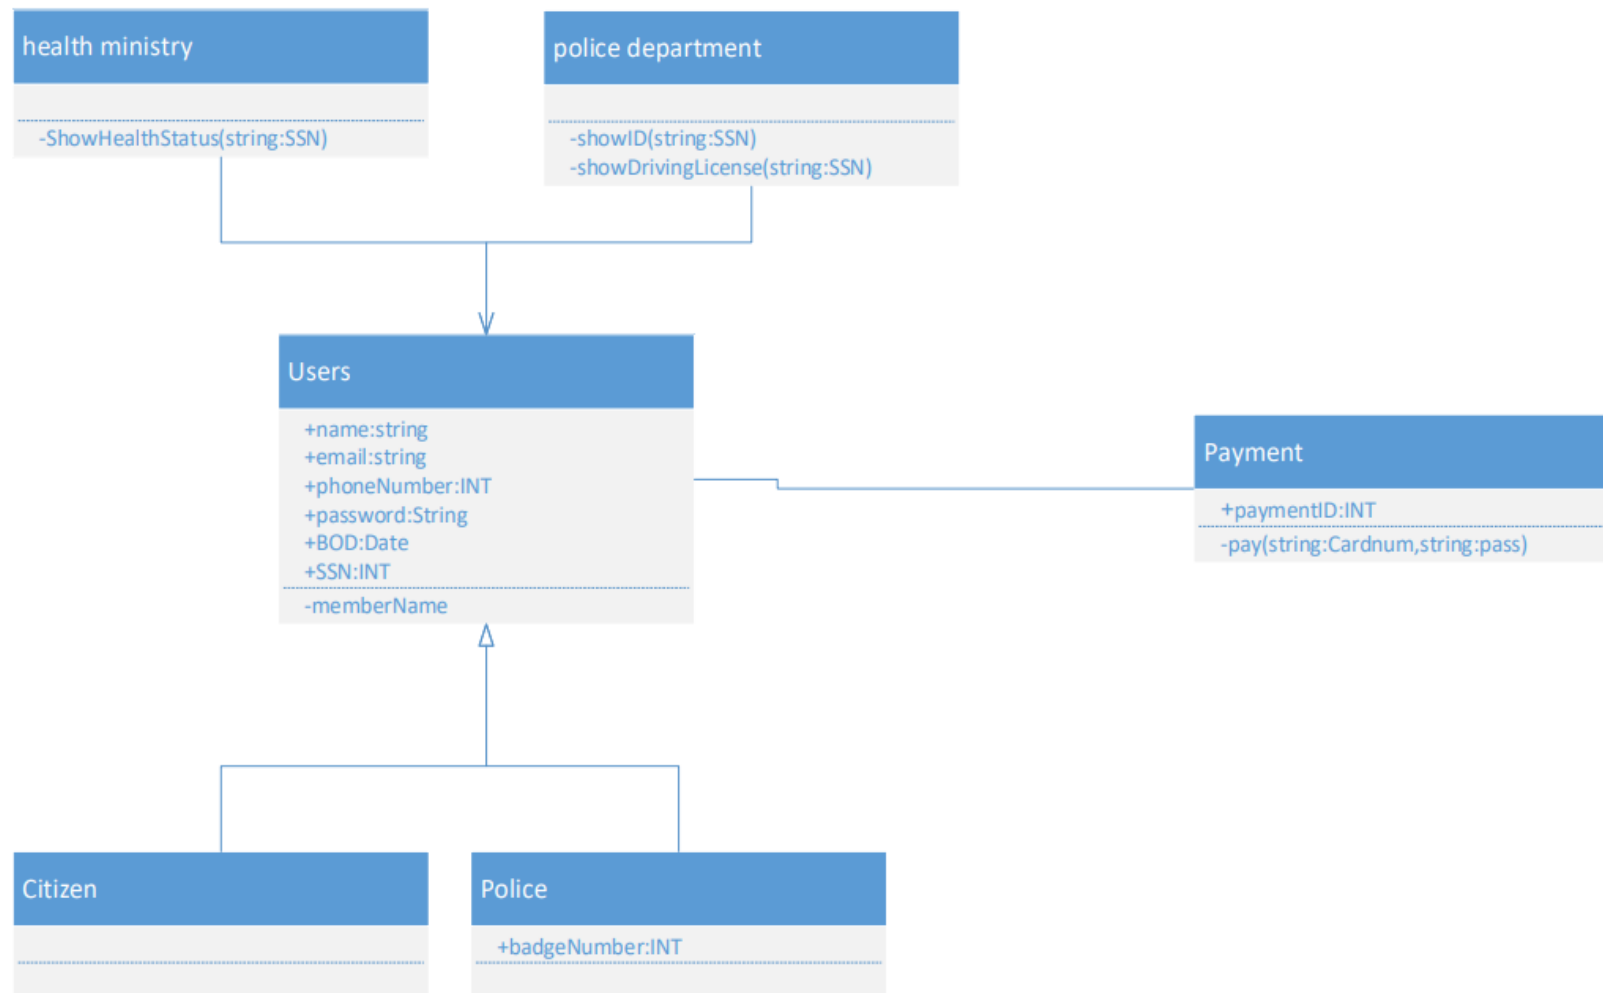 health ministry
-ShowHealthStatus(string:SSN)
police department
-showID(string:SSN)
-showDrivingLicense(string:SSN)
Users
+name:string
+email:string
+phoneNumber:INT
+password:String
+BOD:Date
+SSN:INT
-memberName
Payment
+paymentID:INT
-pay(string:Cardnum,string:pass)
Citizen
Police
+badgeNumber:INT